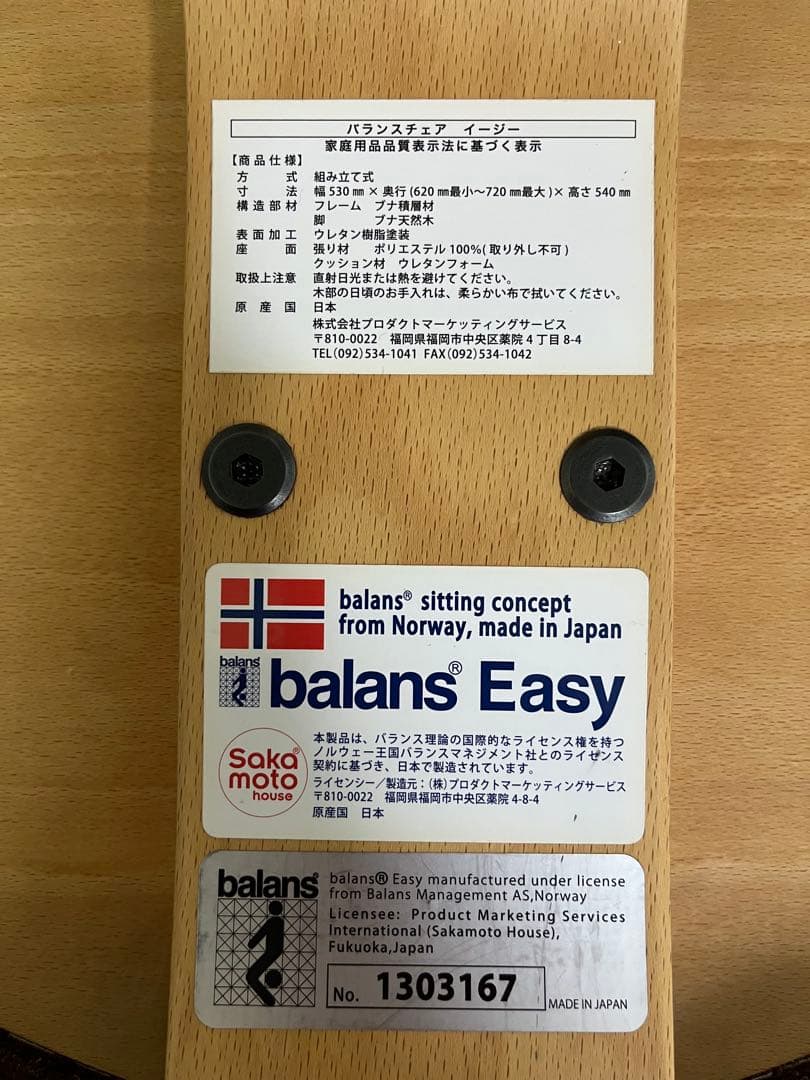 バランスチェア　イージー
家庭用品品質表示法に基づく表示
【商品仕様】
方　　式　組み立て式
寸　　法　幅 530 ㎜ × 奥行 (620 ㎜最小〜720 ㎜最大 )× 高さ 540 ㎜
構造部材　フレーム　ブナ積層材
脚　　　ブナ天然木
表面加工　ウレタン樹脂塗装
座　　面　張り材　ポリエステル 100%( 取り外し不可 )
クッション材　ウレタンフォーム
取扱上注意　直射日光または熱を避けてください。
木部の日頃のお手入れは、柔らかい布で拭いてください。
原 産 国　日本
株式会社プロダクトマーケッティングサービス
〒810-0022　福岡県福岡市中央区薬院 4 丁目 8-4
TEL(092)534-1041 FAX(092)534-1042
balans® sitting concept
from Norway, made in Japan
balans®
balans® Easy
Saka®
moto
house
本製品は、バランス理論の国際的なライセンス権を持つ
ノルウェー王国バランスマネジメント社とのライセンス
契約に基づき、日本で製造されています。
ライセンシー／製造元：(株)プロダクトマーケッティングサービス
〒810-0022　福岡県福岡市中央区薬院 4-8-4
原産国　日本
balans®
balans® Easy manufactured under license
from Balans Management AS,Norway
Licensee: Product Marketing Services
International (Sakamoto House),
Fukuoka,Japan
No. 1303167
MADE IN JAPAN